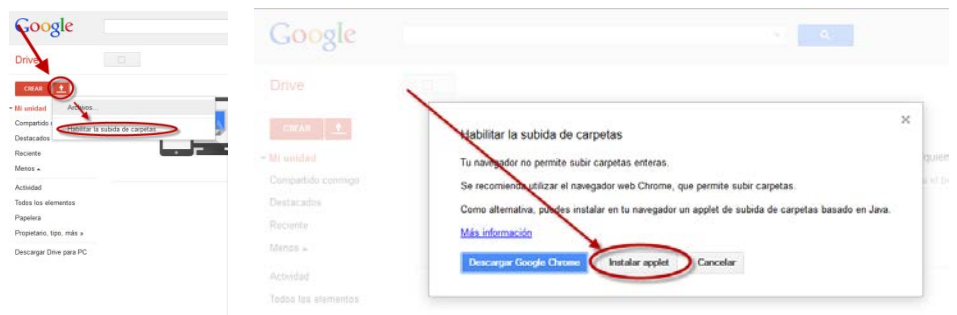 Google
Drive
CREAR
Archivos...
Habilitar la subida de carpetas...
Mi unidad
Compartido
Destacados
Reciente
Menos
Actividad
Todos los elementos
Papelera
Propietario, tipo, más »
Descargar Drive para PC
Google
Drive
CREAR
Mi unidad
Compartido conmigo
Destacados
Reciente
Menos
Actividad
Todos los elementos
Habilitar la subida de carpetas
Tu navegador no permite subir carpetas enteras.
Se recomienda utilizar el navegador web Chrome, que permite subir carpetas.
Como alternativa, puedes instalar en tu navegador un applet de subida de carpetas basado en Java.
Más información
Descargar Google Chrome Instalar applet Cancelar